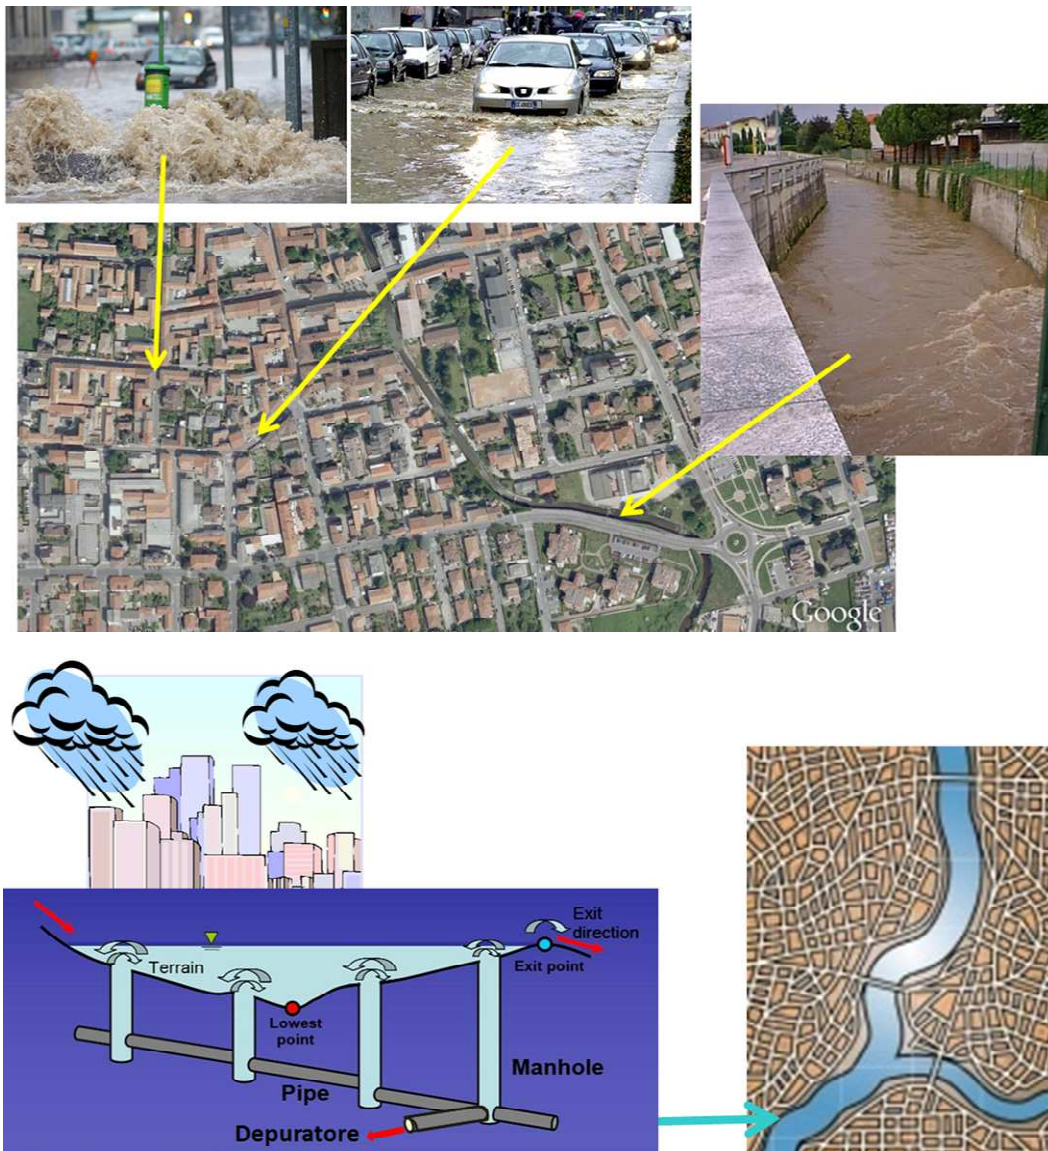 Google
Exit
direction
Terrain
Exit point
Lowest
point
Manhole
Pipe
Depuratore